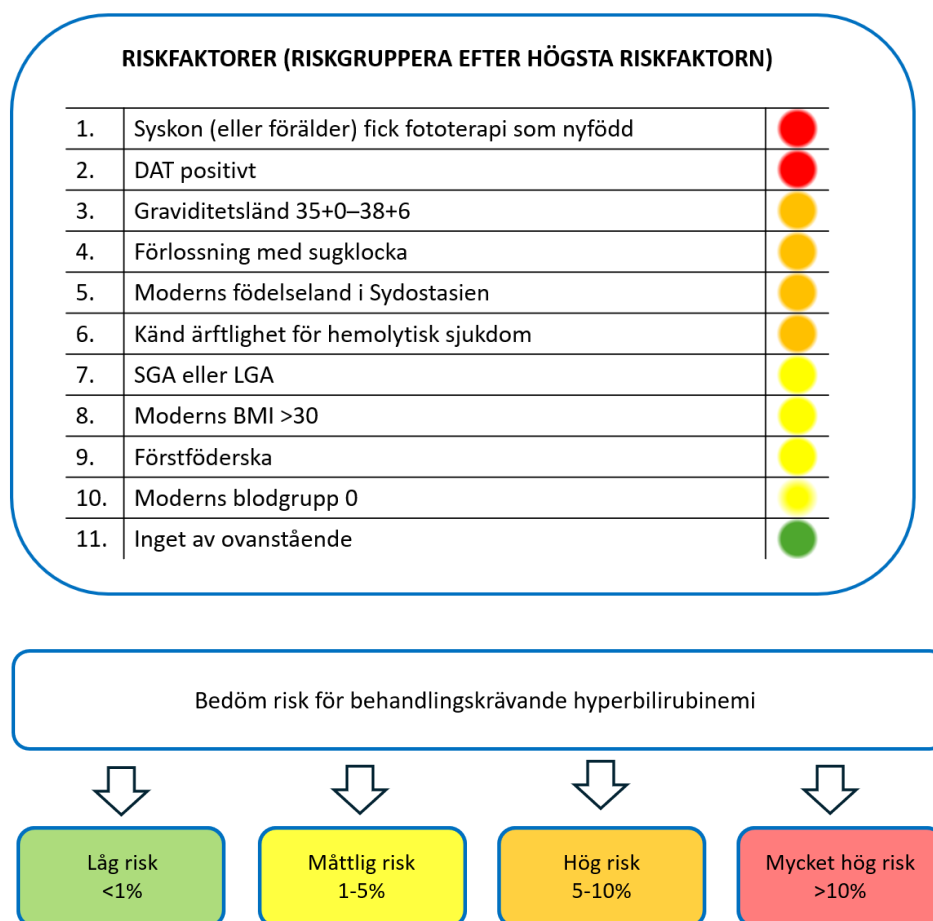 RISKFAKTORER (RISKGRUPPERA EFTER HÖGSTA RISKFAKTORN)
1. Syskon (eller förälder) fick fototerapi som nyfödd
2. DAT positivt
3. Graviditetsländ 35+0–38+6
4. Förlossning med sugklocka
5. Moderns födelseland i Sydostasien
6. Känd ärftlighet för hemolytisk sjukdom
7. SGA eller LGA
8. Moderns BMI >30
9. Förstföderska
10. Moderns blodgrupp 0
11. Inget av ovanstående
Bedöm risk för behandlingskrävande hyperbilirubinemi
Låg risk
<1%
Måttlig risk
1-5%
Hög risk
5-10%
Mycket hög risk
>10%